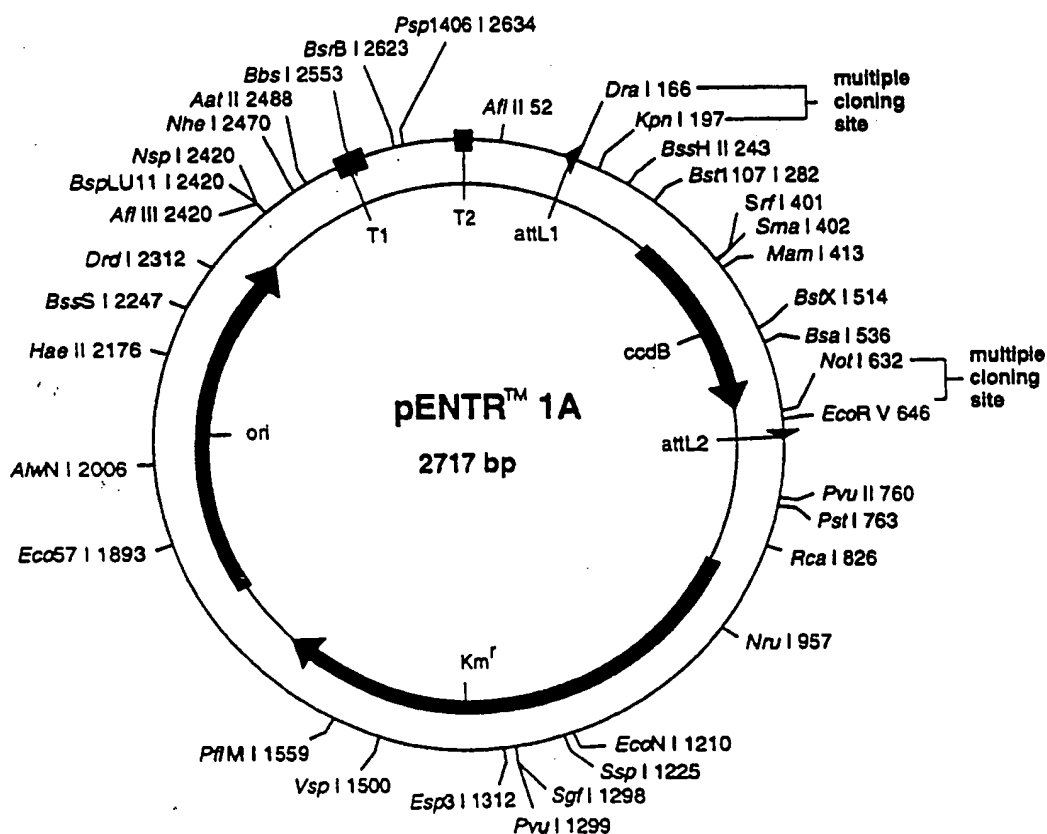 Psp1406 I 2634
BsrB I 2623
Bbs I 2553
Aat II 2488
Nhe I 2470
Nsp I 2420
BspLU11 I 2420
Afl III 2420
Drd I 2312
BssS I 2247
Hae II 2176
AlwN I 2006
Eco57 I 1893
PflM I 1559
Vsp I 1500
Esp3 I 1312
Pvu I 1299
Sgf I 1298
Ssp I 1225
EcoN I 1210
Nru I 957
Rca I 826
Pst I 763
Pvu II 760
EcoR V 646
Not I 632
multiple
cloning
site
Bsa I 536
BstX I 514
Mam I 413
Sma I 402
Srf I 401
Bst1107 I 282
BssH II 243
Kpn I 197
Dra I 166
multiple
cloning
site
Afl II 52
T1
T2
attL1
ccdB
attL2
Kmr
ori
pENTR™ 1A
2717 bp